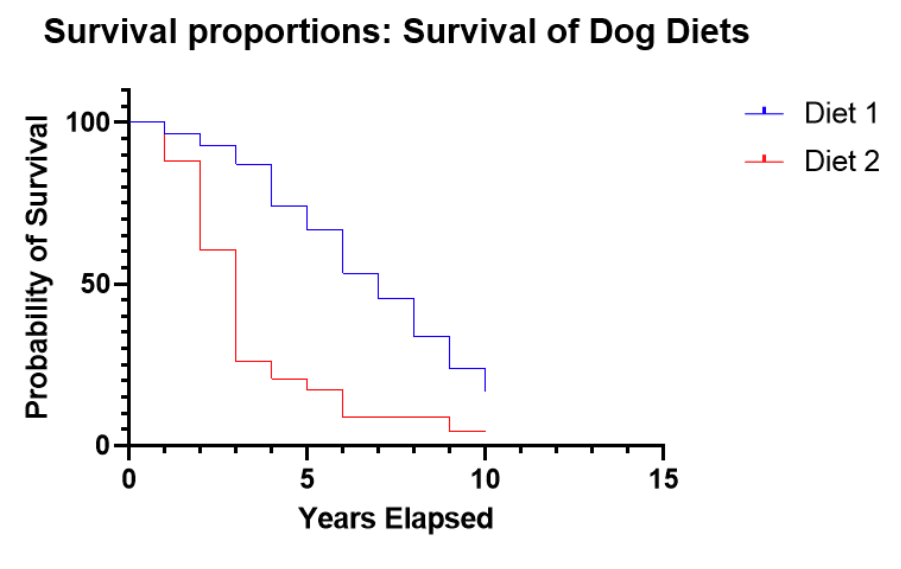 Survival proportions: Survival of Dog Diets
Probability of Survival
100
50
0
0 5 10 15
Years Elapsed
Diet 1
Diet 2